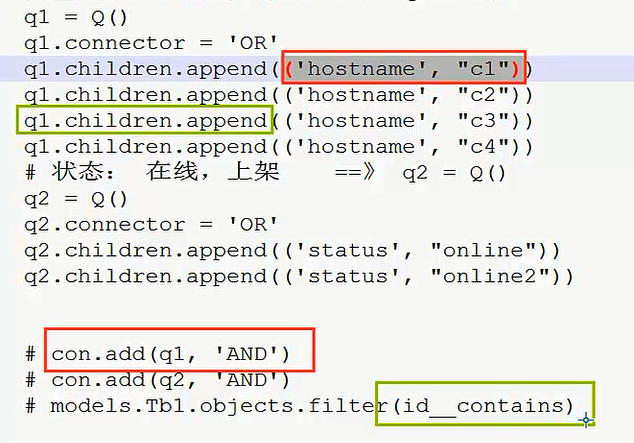 q1 = Q()
q1.connector = 'OR'
q1.children.append(('hostname', "c1"))
q1.children.append(('hostname', "c2"))
q1.children.append(('hostname', "c3"))
q1.children.append(('hostname', "c4"))
# 状态： 在线，上架 ==》 q2 = Q()
q2 = Q()
q2.connector = 'OR'
q2.children.append(('status', "online"))
q2.children.append(('status', "online2"))
# con.add(q1, 'AND')
# con.add(q2, 'AND')
# models.Tb1.objects.filter(id__contains)